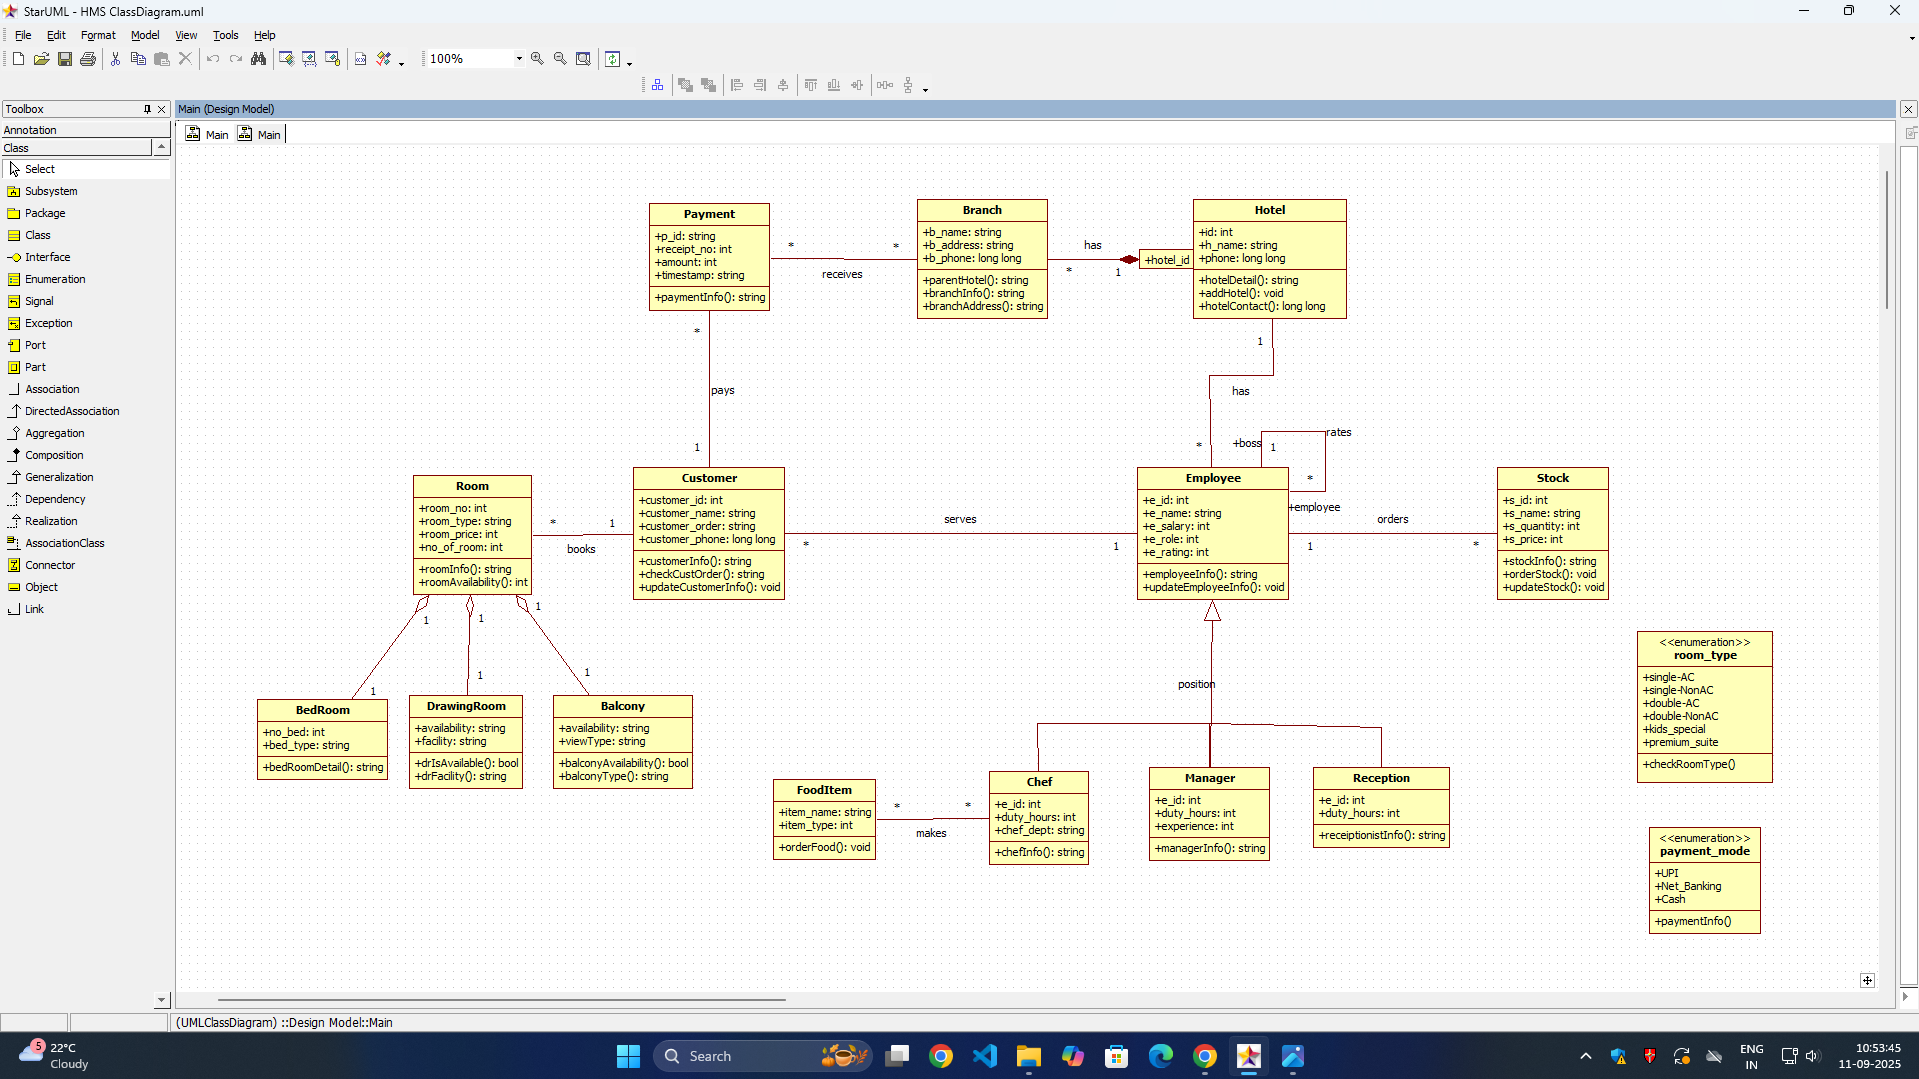 StarUML - HMS ClassDiagram.uml
File Edit Format Model View Tools Help
100%
Toolbox
Annotation
Class
Select
Subsystem
Package
Class
Interface
Enumeration
Signal
Exception
Port
Part
Association
DirectedAssociation
Aggregation
Composition
Generalization
Dependency
Realization
AssociationClass
Connector
Object
Link
Main (Design Model)
Main Main
Payment
+p_id: string
+receipt_no: int
+amount: int
+timestamp: string
+paymentInfo(): string
* *
receives
Branch
+b_name: string
+b_address: string
+b_phone: long long
+parentHotel(): string
+branchInfo(): string
+branchAddress(): string
has
* 1
+hotel_id
Hotel
+id: int
+h_name: string
+phone: long long
+hotelDetail(): string
+addHotel(): void
+hotelContact(): long long
*
pays
1
1
has
*
+boss 1 rates
*
+employee
Room
+room_no: int
+room_type: string
+room_price: int
+no_of_room: int
+roomInfo(): string
+roomAvailability(): int
* 1
books
Customer
+customer_id: int
+customer_name: string
+customer_order: string
+customer_phone: long long
+customerInfo(): string
+checkCustOrder(): string
+updateCustomerInfo(): void
serves
* 1
Employee
+e_id: int
+e_name: string
+e_salary: int
+e_role: int
+e_rating: int
+employeeInfo(): string
+updateEmployeeInfo(): void
orders
1 *
Stock
+s_id: int
+s_name: string
+s_quantity: int
+s_price: int
+stockInfo(): string
+orderStock(): void
+updateStock(): void
1 1 1
1 1 1
BedRoom
+no_bed: int
+bed_type: string
+bedRoomDetail(): string
DrawingRoom
+availability: string
+facility: string
+drIsAvailable(): bool
+drFacility(): string
Balcony
+availability: string
+viewType: string
+balconyAvailability(): bool
+balconyType(): string
position
FoodItem
+item_name: string
+item_type: int
+orderFood(): void
* *
makes
Chef
+e_id: int
+duty_hours: int
+chef_dept: string
+chefInfo(): string
Manager
+e_id: int
+duty_hours: int
+experience: int
+managerInfo(): string
Reception
+e_id: int
+duty_hours: int
+receiptionistInfo(): string
<<enumeration>>
room_type
+single-AC
+single-NonAC
+double-AC
+double-NonAC
+kids_special
+premium_suite
+checkRoomType()
<<enumeration>>
payment_mode
+UPI
+Net_Banking
+Cash
+paymentInfo()
(UMLClassDiagram) ::Design Model::Main
5
22°C
Cloudy
Search
ENG
IN
10:53:45
11-09-2025